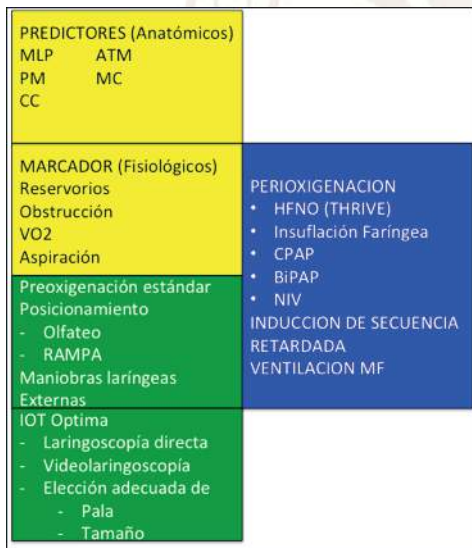 PREDICTORES (Anatómicos)
MLP ATM
PM MC
CC
MARCADOR (Fisiológicos)
Reservorios
Obstrucción
VO2
Aspiración
Preoxigenación estándar
Posicionamiento
- Olfateo
- RAMPA
Maniobras laríngeas
Externas
IOT Optima
- Laringoscopía directa
- Videolaringoscopía
- Elección adecuada de
- Pala
- Tamaño
PERIOXIGENACION
• HFNO (THRIVE)
• Insuflación Faríngea
• CPAP
• BiPAP
• NIV
INDUCCION DE SECUENCIA
RETARDADA
VENTILACION MF